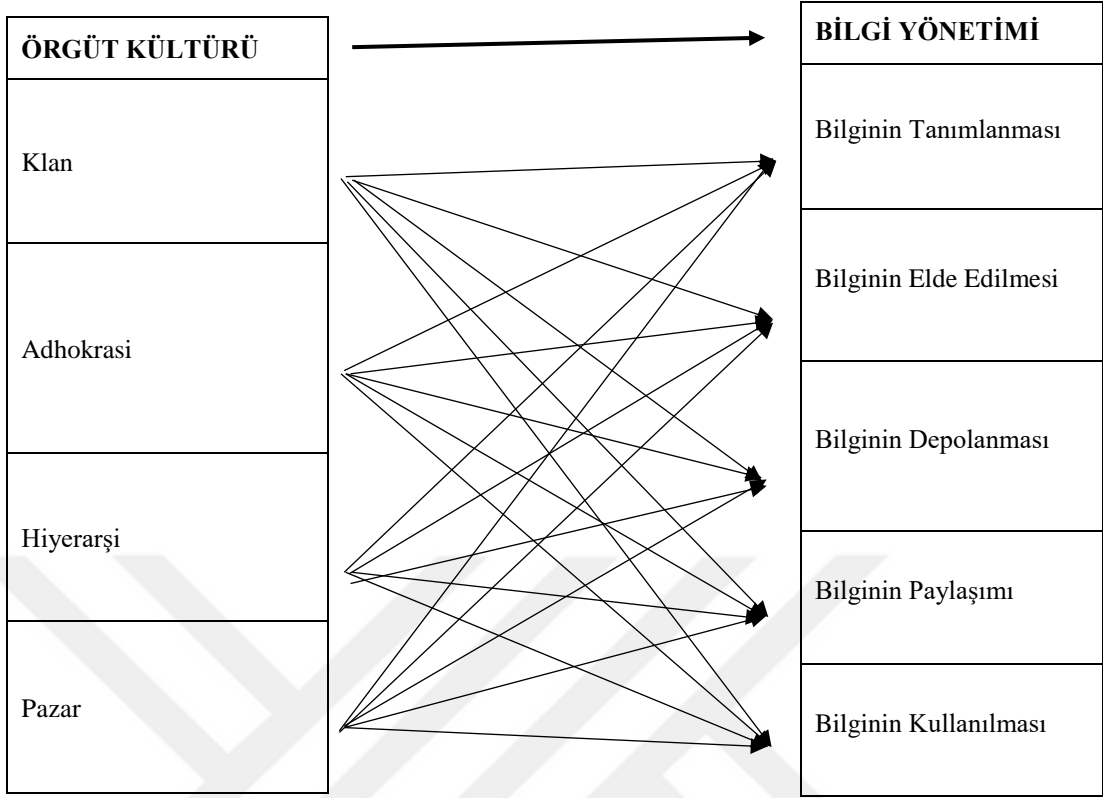 ÖRGÜT KÜLTÜRÜ
Klan
Adhokrasi
Hiyerarşi
Pazar
BİLGİ YÖNETİMİ
Bilginin Tanımlanması
Bilginin Elde Edilmesi
Bilginin Depolanması
Bilginin Paylaşımı
Bilginin Kullanılması